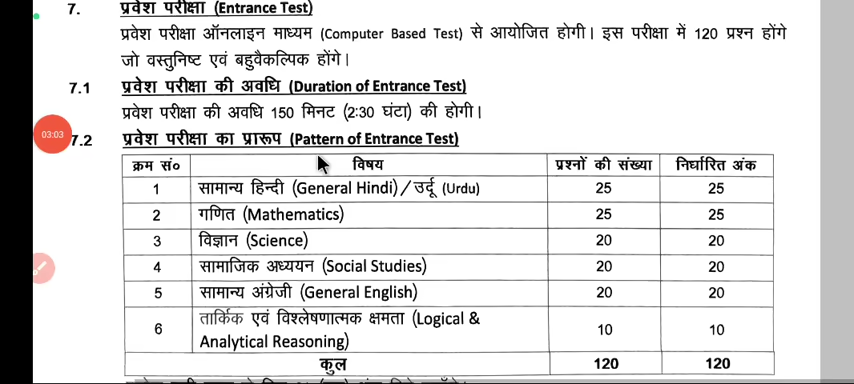 7. प्रवेश परीक्षा (Entrance Test)
प्रवेश परीक्षा ऑनलाइन माध्यम (Computer Based Test) से आयोजित होगी। इस परीक्षा में 120 प्रश्न होंगे
जो वस्तुनिष्ट एवं बहुवैकल्पिक होंगे।
7.1 प्रवेश परीक्षा की अवधि (Duration of Entrance Test)
प्रवेश परीक्षा की अवधि 150 मिनट (2:30 घंटा) की होगी।
03:03
7.2 प्रवेश परीक्षा का प्रारूप (Pattern of Entrance Test)
क्रम सं० विषय प्रश्नों की संख्या निर्धारित अंक
1 सामान्य हिन्दी (General Hindi)/उर्दू (Urdu) 25 25
2 गणित (Mathematics) 25 25
3 विज्ञान (Science) 20 20
4 सामाजिक अध्ययन (Social Studies) 20 20
5 सामान्य अंग्रेजी (General English) 20 20
6 तार्किक एवं विश्लेषणात्मक क्षमता (Logical & 10 10
Analytical Reasoning)
कुल 120 120